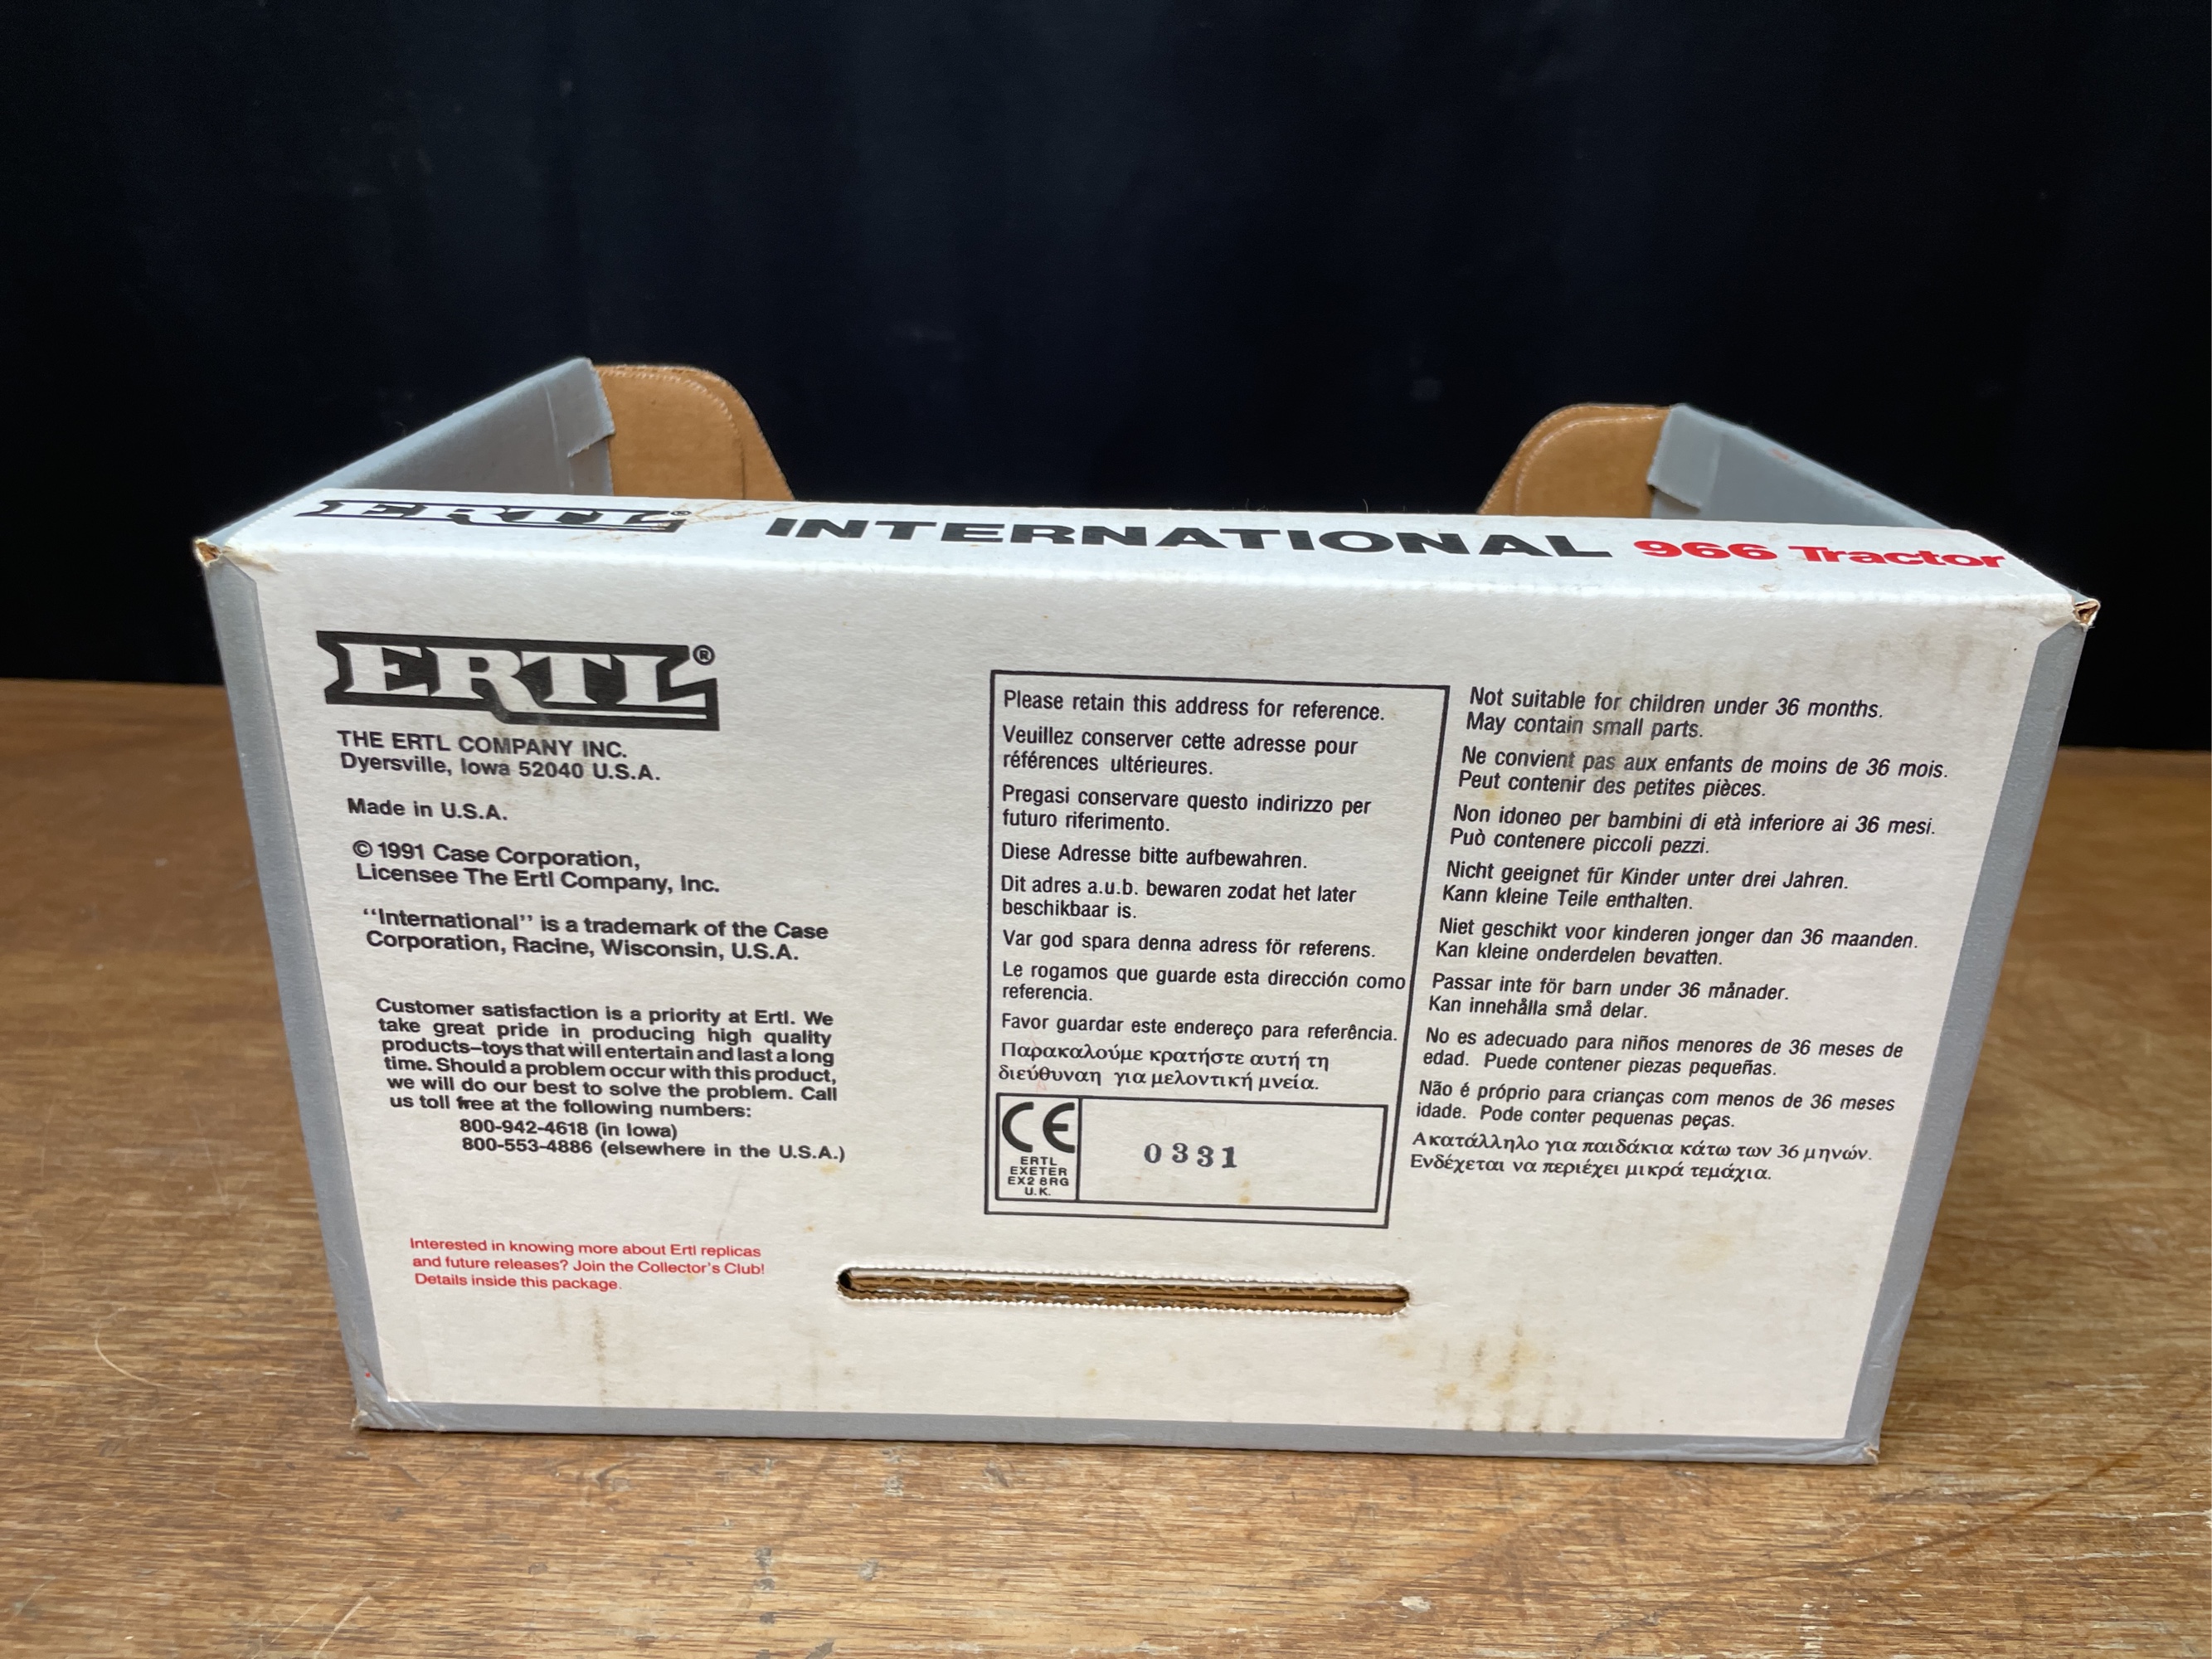 ERTL® INTERNATIONAL 966 Tractor
ERTL®
THE ERTL COMPANY INC.
Dyersville, Iowa 52040 U.S.A.
Made in U.S.A.
© 1991 Case Corporation,
Licensee The Ertl Company, Inc.
“International” is a trademark of the Case
Corporation, Racine, Wisconsin, U.S.A.
Customer satisfaction is a priority at Ertl. We
take great pride in producing high quality
products–toys that will entertain and last a long
time. Should a problem occur with this product,
we will do our best to solve the problem. Call
us toll free at the following numbers:
800-942-4618 (in Iowa)
800-553-4886 (elsewhere in the U.S.A.)
Interested in knowing more about Ertl replicas
and future releases? Join the Collector's Club!
Details inside this package.
Please retain this address for reference.
Veuillez conserver cette adresse pour
références ultérieures.
Pregasi conservare questo indirizzo per
futuro riferimento.
Diese Adresse bitte aufbewahren.
Dit adres a.u.b. bewaren zodat het later
beschikbaar is.
Var god spara denna adress för referens.
Le rogamos que guarde esta dirección como
referencia.
Favor guardar este endereço para referência.
Παρακαλούμε κρατήστε αυτή τη
διεύθυναη για μελοντική μνεία.
CE
ERTL
EXETER
EX2 8RG
U.K.
0331
Not suitable for children under 36 months.
May contain small parts.
Ne convient pas aux enfants de moins de 36 mois.
Peut contenir des petites pièces.
Non idoneo per bambini di età inferiore ai 36 mesi.
Può contenere piccoli pezzi.
Nicht geeignet für Kinder unter drei Jahren.
Kann kleine Teile enthalten.
Niet geschikt voor kinderen jonger dan 36 maanden.
Kan kleine onderdelen bevatten.
Passar inte för barn under 36 månader.
Kan innehålla små delar.
No es adecuado para niños menores de 36 meses de
edad. Puede contener piezas pequeñas.
Não é próprio para crianças com menos de 36 meses
idade. Pode conter pequenas peças.
Ακατάλληλο για παιδάκια κάτω των 36 μηνών.
Ενδέχεται να περιέχει μικρά τεμάχια.